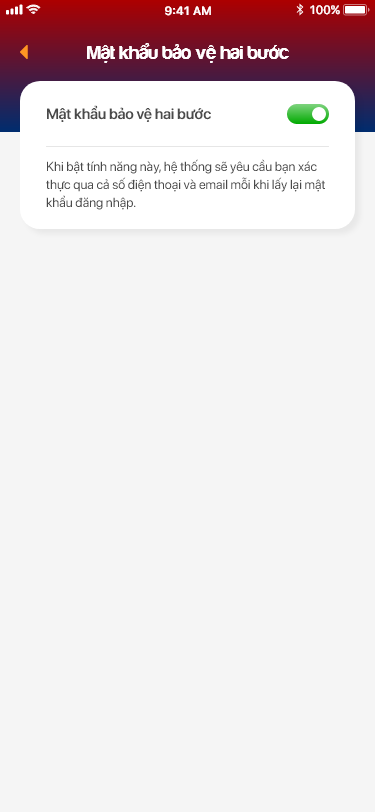 9:41 AM
100%
Mật khẩu bảo vệ hai bước
Mật khẩu bảo vệ hai bước
Khi bật tính năng này, hệ thống sẽ yêu cầu bạn xác
thực qua cả số điện thoại và email mỗi khi lấy lại mật
khẩu đăng nhập.